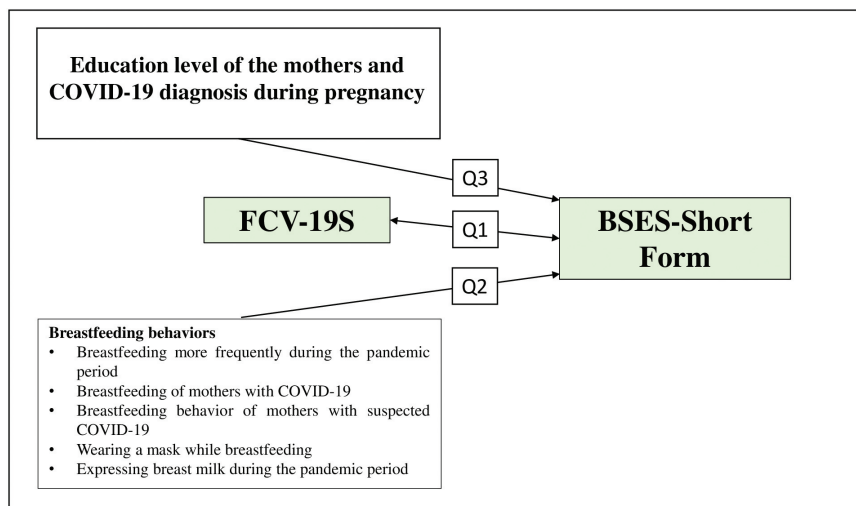 Education level of the mothers and
COVID-19 diagnosis during pregnancy
Q3
FCV-19S
Q1
BSES-Short
Form
Q2
Breastfeeding behaviors
• Breastfeeding more frequently during the pandemic
period
• Breastfeeding of mothers with COVID-19
• Breastfeeding behavior of mothers with suspected
COVID-19
• Wearing a mask while breastfeeding
• Expressing breast milk during the pandemic period